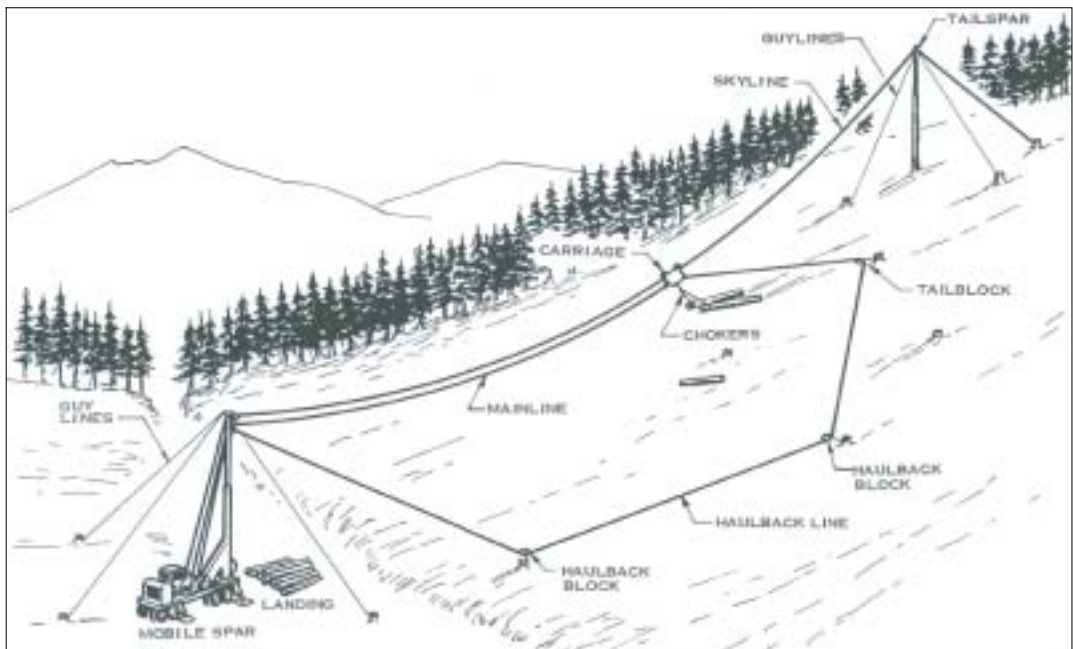 TAILSPAR
GUYLINES
SKYLINE
CARRIAGE
TAILBLOCK
CHOKERS
MAINLINE
GUY
LINES
HAULBACK
BLOCK
HAULBACK LINE
HAULBACK
BLOCK
LANDING
MOBILE SPAR